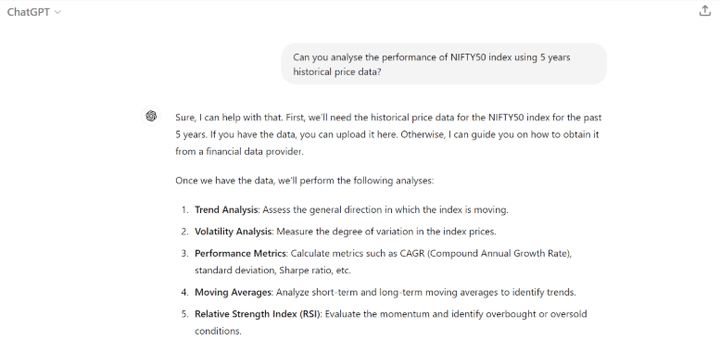 ChatGPT
Can you analyse the performance of NIFTY50 index using 5 years
historical price data?
Sure, I can help with that. First, we'll need the historical price data for the NIFTY50 index for the past
5 years. If you have the data, you can upload it here. Otherwise, I can guide you on how to obtain it
from a financial data provider.
Once we have the data, we'll perform the following analyses:
1. Trend Analysis: Assess the general direction in which the index is moving.
2. Volatility Analysis: Measure the degree of variation in the index prices.
3. Performance Metrics: Calculate metrics such as CAGR (Compound Annual Growth Rate),
standard deviation, Sharpe ratio, etc.
4. Moving Averages: Analyze short-term and long-term moving averages to identify trends.
5. Relative Strength Index (RSI): Evaluate the momentum and identify overbought or oversold
conditions.